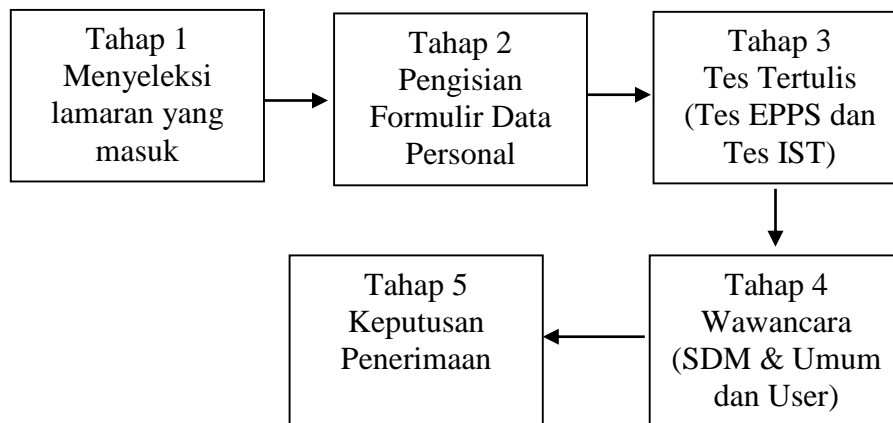 Tahap 1
Menyeleksi
lamaran yang
masuk
Tahap 2
Pengisian
Formulir Data
Personal
Tahap 3
Tes Tertulis
(Tes EPPS dan
Tes IST)
Tahap 4
Wawancara
(SDM & Umum
dan User)
Tahap 5
Keputusan
Penerimaan